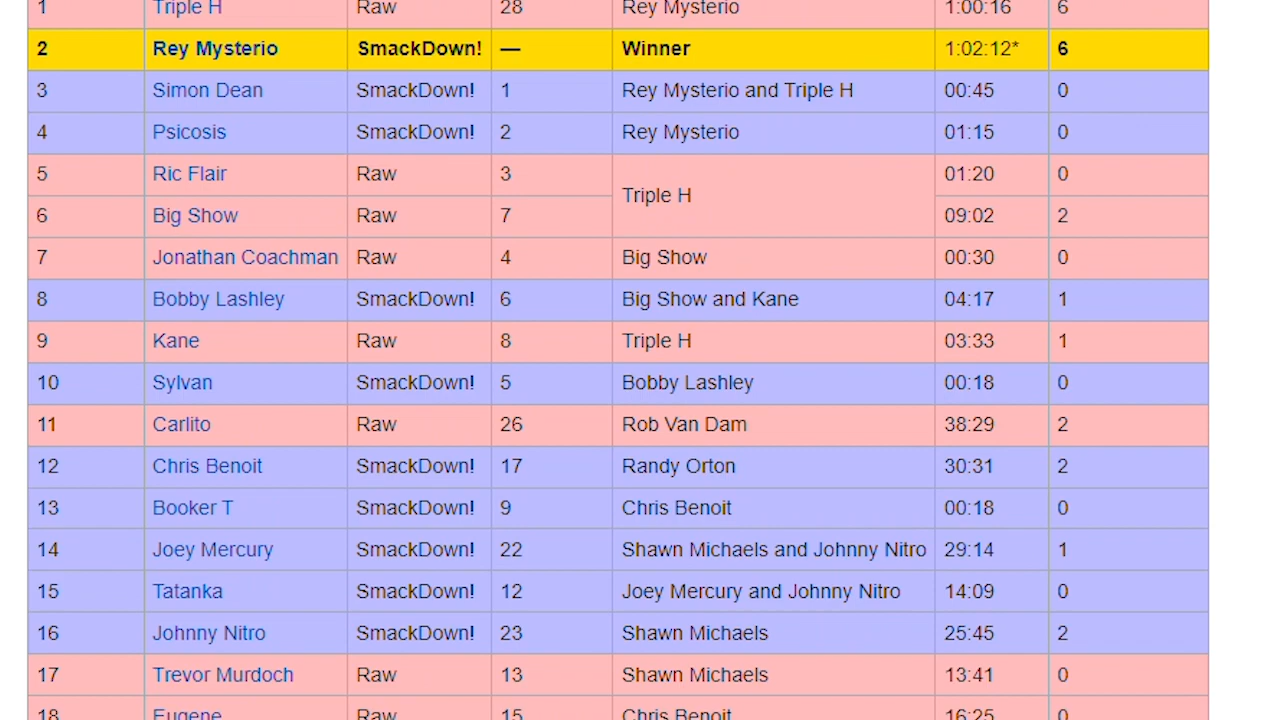 1 Triple H Raw 28 Rey Mysterio 1:00:16 6
2 Rey Mysterio SmackDown! — Winner 1:02:12* 6
3 Simon Dean SmackDown! 1 Rey Mysterio and Triple H 00:45 0
4 Psicosis SmackDown! 2 Rey Mysterio 01:15 0
5 Ric Flair Raw 3 Triple H 01:20 0
6 Big Show Raw 7 09:02 2
7 Jonathan Coachman Raw 4 Big Show 00:30 0
8 Bobby Lashley SmackDown! 6 Big Show and Kane 04:17 1
9 Kane Raw 8 Triple H 03:33 1
10 Sylvan SmackDown! 5 Bobby Lashley 00:18 0
11 Carlito Raw 26 Rob Van Dam 38:29 2
12 Chris Benoit SmackDown! 17 Randy Orton 30:31 2
13 Booker T SmackDown! 9 Chris Benoit 00:18 0
14 Joey Mercury SmackDown! 22 Shawn Michaels and Johnny Nitro 29:14 1
15 Tatanka SmackDown! 12 Joey Mercury and Johnny Nitro 14:09 0
16 Johnny Nitro SmackDown! 23 Shawn Michaels 25:45 2
17 Trevor Murdoch Raw 13 Shawn Michaels 13:41 0
18 Eugene Raw 15 Chris Benoit 16:25 0